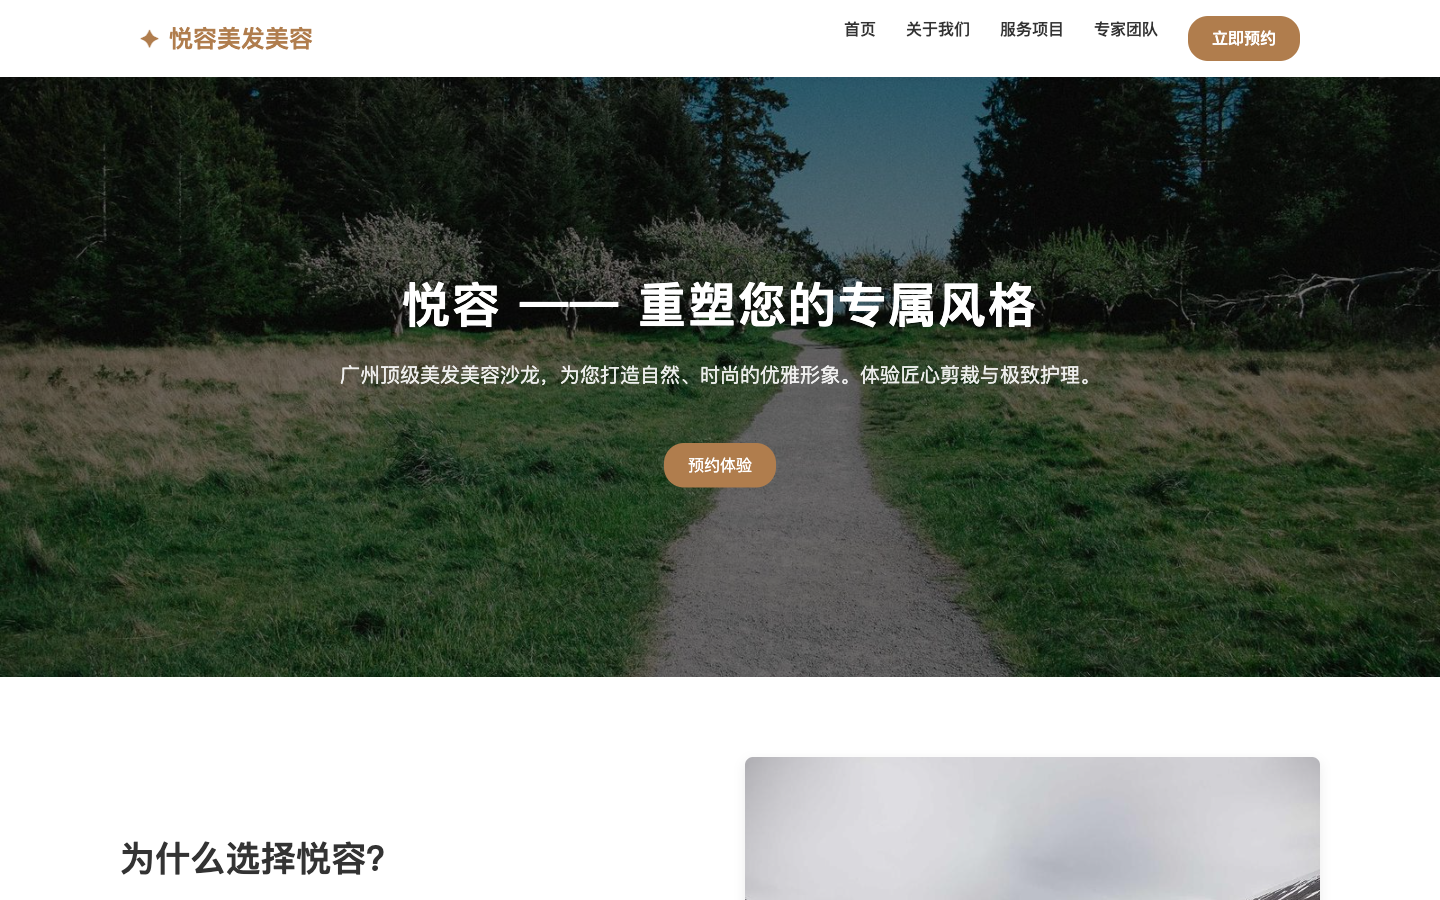 ✦ 悦容美发美容
首页
关于我们
服务项目
专家团队
立即预约
悦容 —— 重塑您的专属风格
广州顶级美发美容沙龙，为您打造自然、时尚的优雅形象。体验匠心剪裁与极致护理。
预约体验
为什么选择悦容?